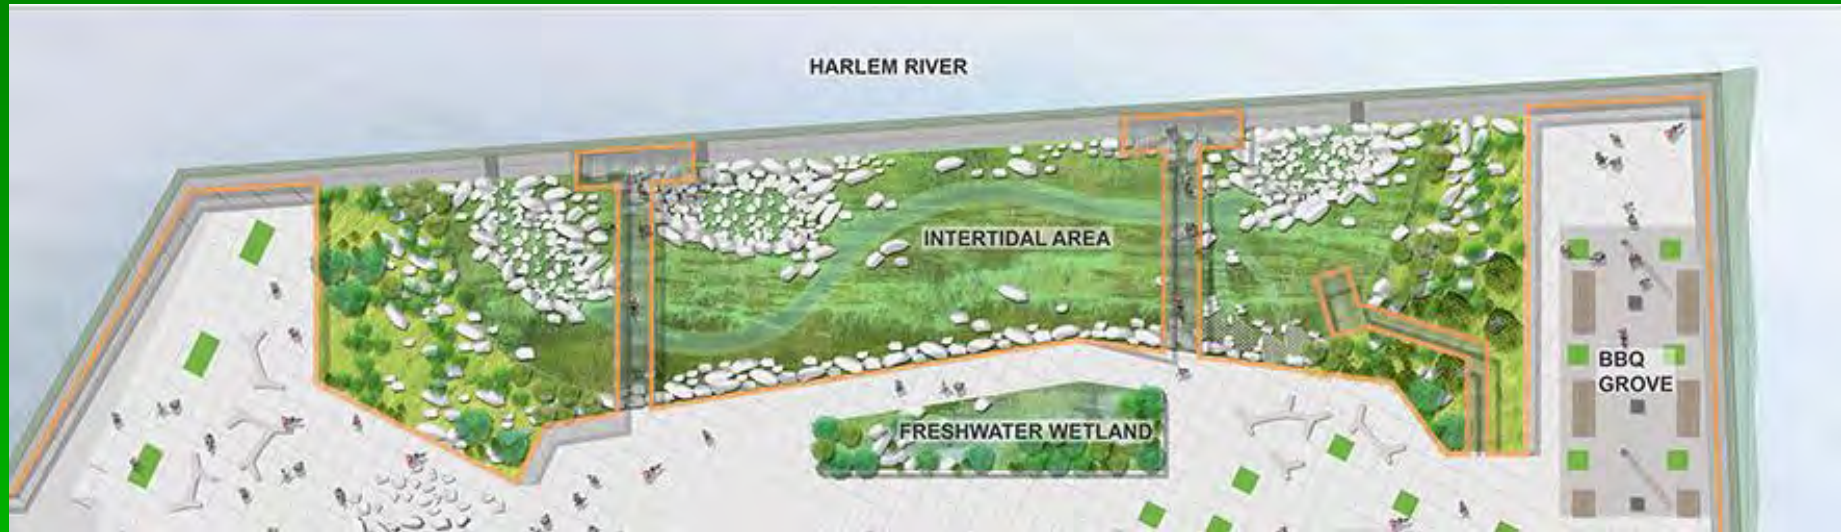 HARLEM RIVER
INTERTIDAL AREA
BBQ
GROVE
FRESHWATER WETLAND